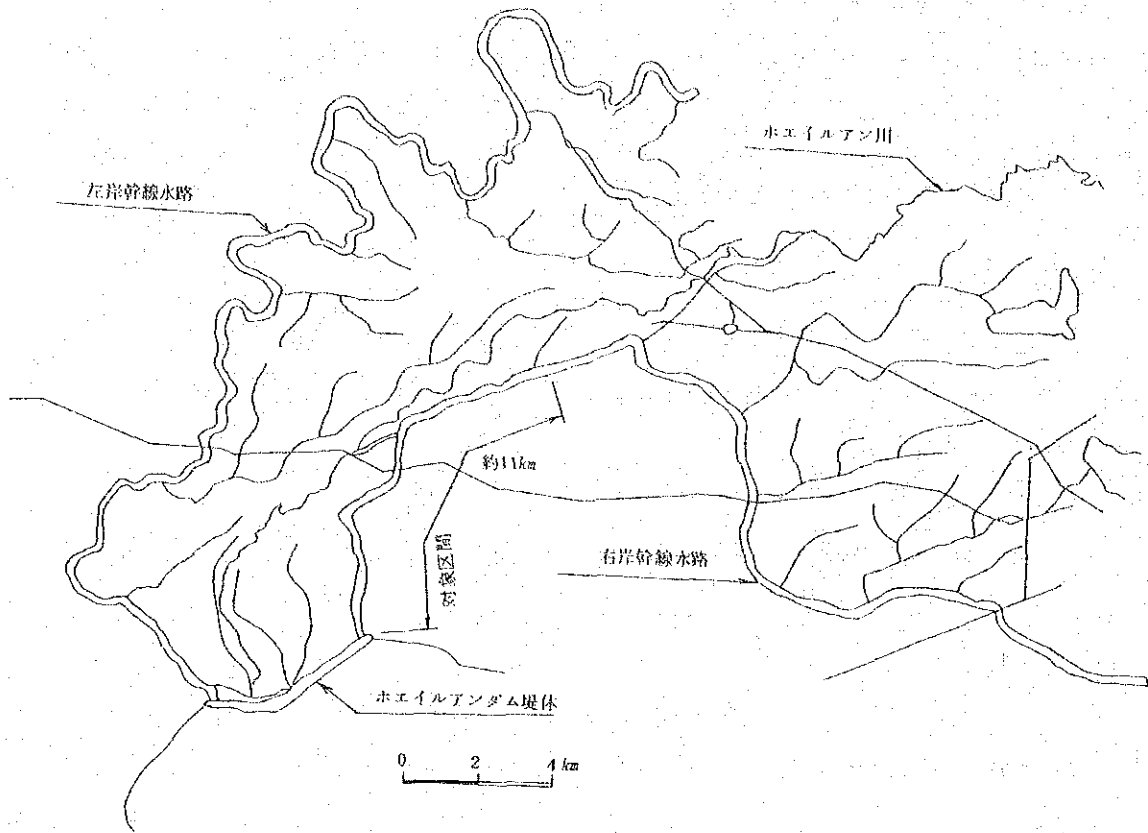 ホエイルアン川
左岸幹線水路
約11km
対象区間
右岸幹線水路
ホエイルアンダム堤体
0 2 4 km